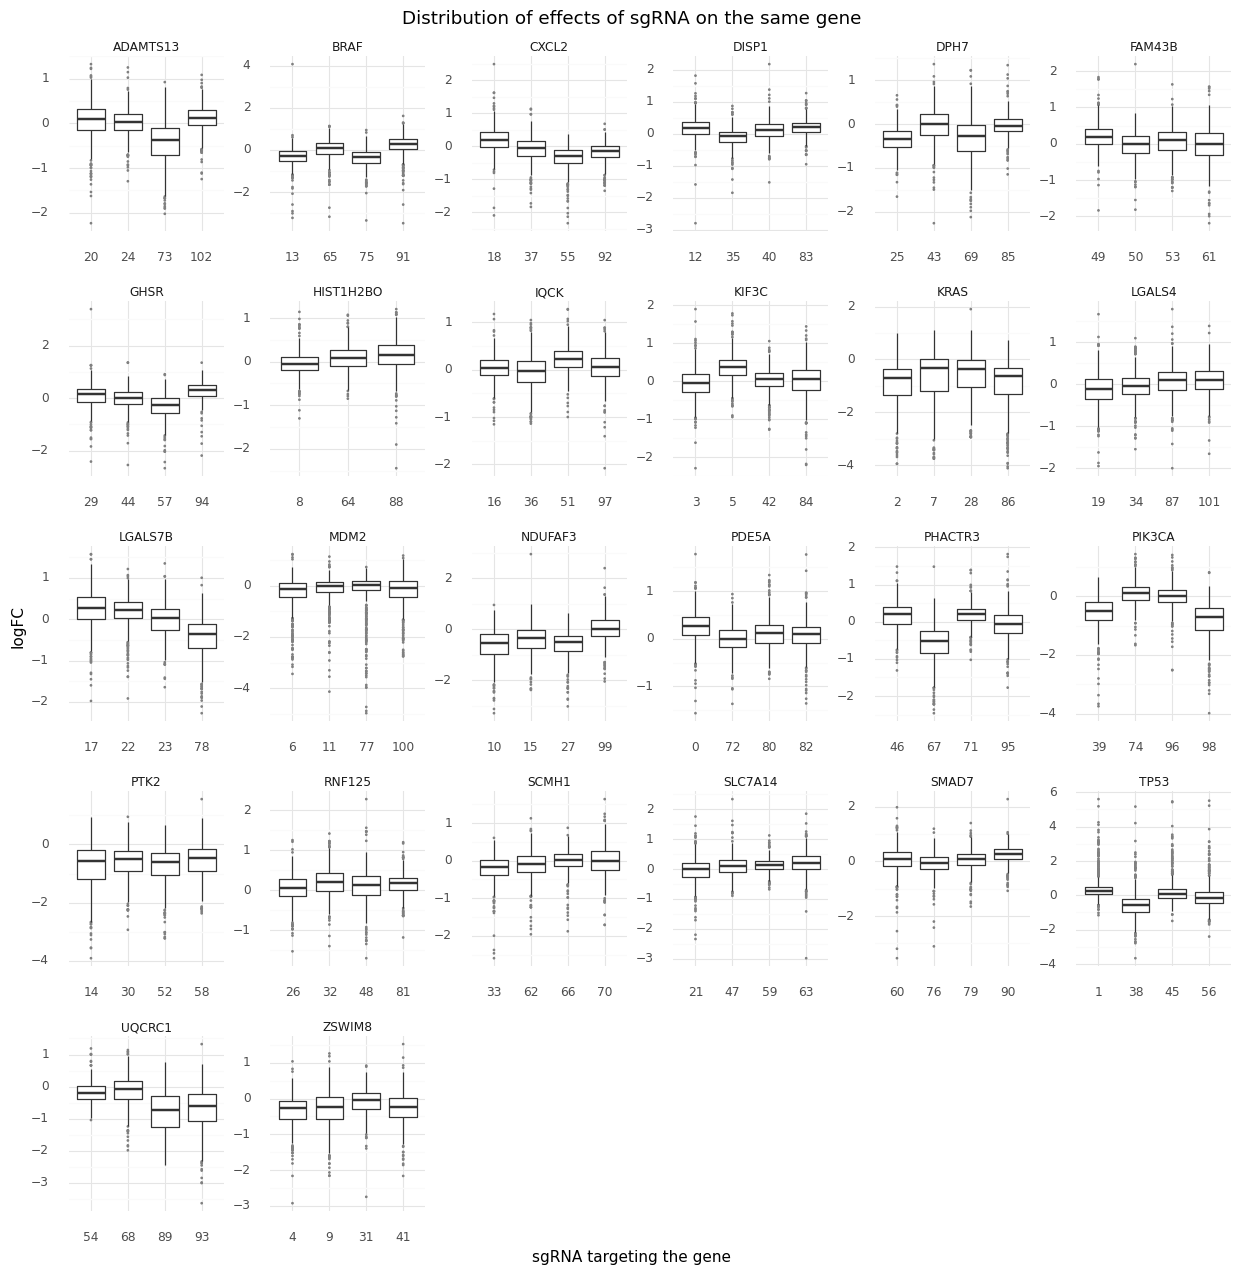 Distribution of effects of sgRNA on the same gene
ADAMTS13 BRAF CXCL2 DISP1 DPH7 FAM43B
1 0 −1 −2
4 2 0 −2
2 1 0 −1 −2
2 1 0 −1 −2 −3
1 0 −1 −2
2 1 0 −1 −2
20 24 73 102 13 65 75 91 18 37 55 92 12 35 40 83 25 43 69 85 49 50 53 61
GHSR HIST1H2BO IQCK KIF3C KRAS LGALS4
2 0 −2
1 0 −1 −2
1 0 −1 −2
2 1 0 −1 −2
2 0 −2 −4
2 1 0 −1 −2
29 44 57 94 8 64 88 16 36 51 97 3 5 42 84 2 7 28 86 19 34 87 101
LGALS7B MDM2 NDUFAF3 PDE5A PHACTR3 PIK3CA
1 0 −1 −2
0 −2 −4
2 0 −2
1 0 −1
2 1 0 −1 −2
0 −2 −4
17 22 23 78 6 11 77 100 10 15 27 99 0 72 80 82 46 67 71 95 39 74 96 98
logFC
PTK2 RNF125 SCMH1 SLC7A14 SMAD7 TP53
0 −2 −4
2 1 0 −1
1 0 −1 −2
2 1 0 −1 −2 −3
2 0 −2
6 4 2 0 −2 −4
14 30 52 58 26 32 48 81 33 62 66 70 21 47 59 63 60 76 79 90 1 38 45 56
UQCRC1 ZSWIM8
1 0 −1 −2 −3
1 0 −1 −2 −3
54 68 89 93 4 9 31 41
sgRNA targeting the gene